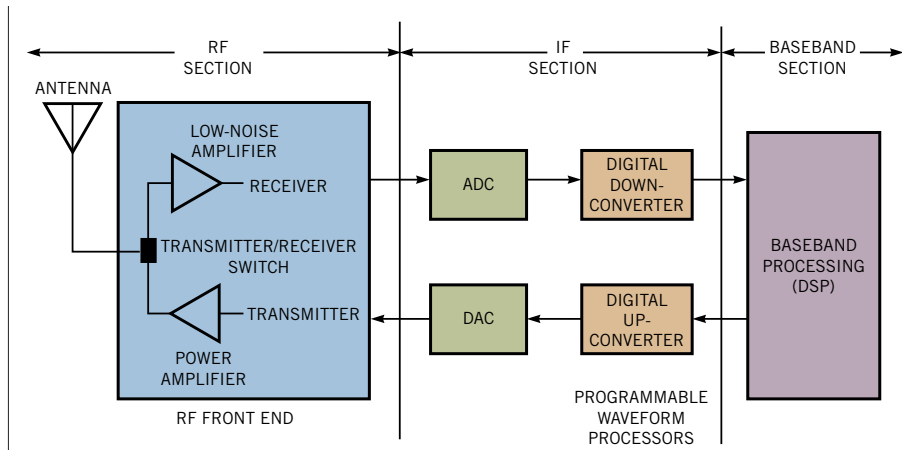 RF
SECTION
IF
SECTION
BASEBAND
SECTION
ANTENNA
LOW-NOISE
AMPLIFIER
RECEIVER
TRANSMITTER/RECEIVER
SWITCH
TRANSMITTER
POWER
AMPLIFIER
RF FRONT END
ADC
DIGITAL
DOWN-
CONVERTER
DAC
DIGITAL
UP-
CONVERTER
PROGRAMMABLE
WAVEFORM
PROCESSORS
BASEBAND
PROCESSING
(DSP)